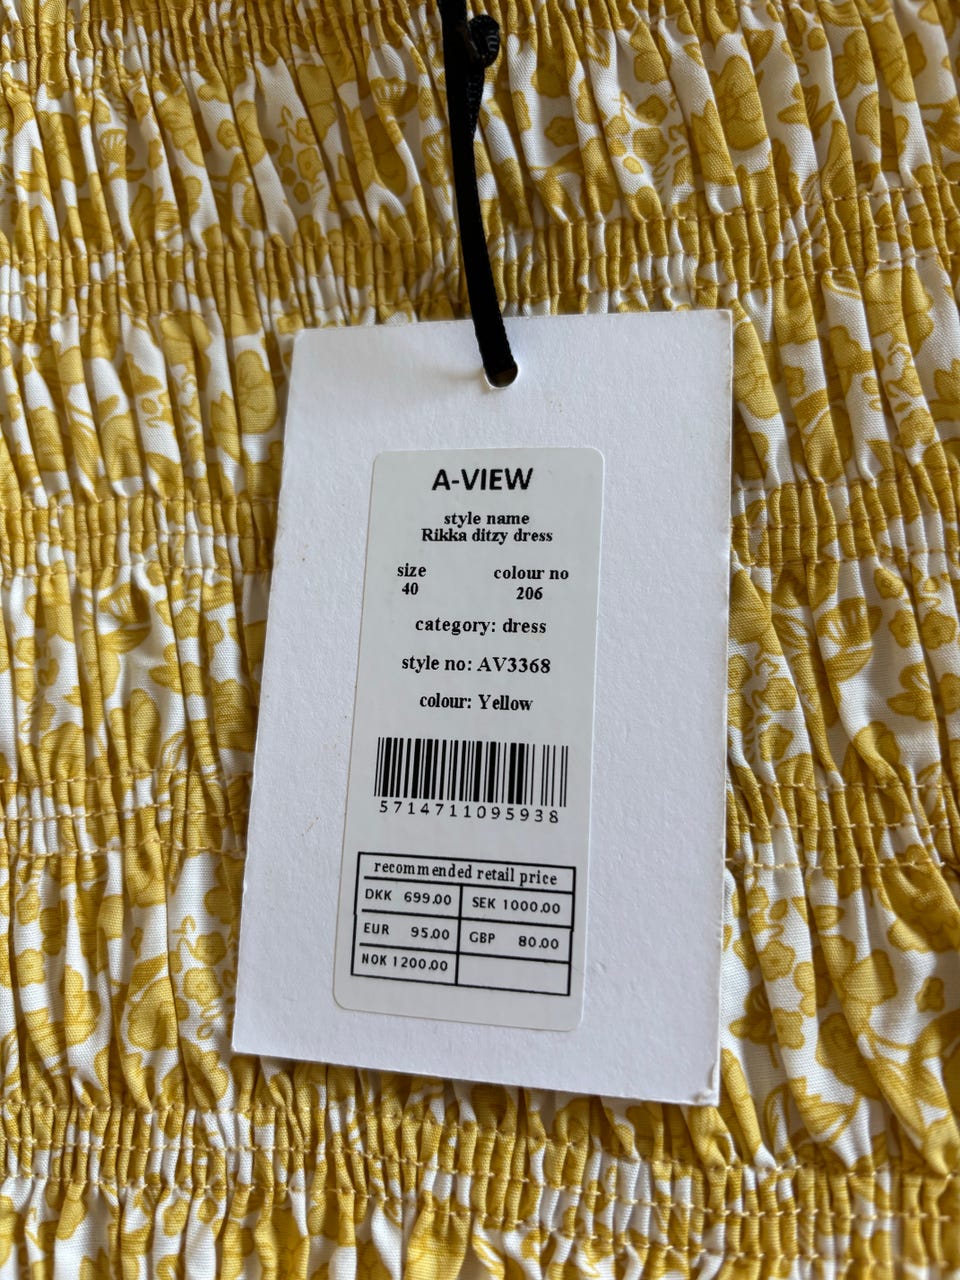 A-VIEW
style name
Rikka ditzy dress
size colour no
40 206
category: dress
style no: AV3368
colour: Yellow
5714711095938
recommended retail price
DKK 699.00 SEK 1000.00
EUR 95.00 GBP 80.00
NOK 1200.00